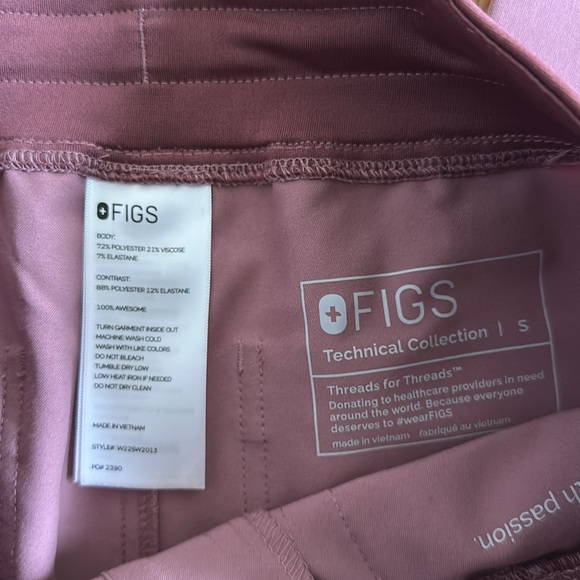 FIGS
BODY:
72% POLYESTER 21% VISCOSE
7% ELASTANE
CONTRAST:
88% POLYESTER 12% ELASTANE
100% AWESOME
TURN GARMENT INSIDE OUT
MACHINE WASH COLD
WASH WITH LIKE COLORS
DO NOT BLEACH
TUMBLE DRY LOW
LOW HEAT IRON IF NEEDED
DO NOT DRY CLEAN
MADE IN VIETNAM
STYLE#: W22SW2013
PO# 2390
FIGS
Technical Collection | S
Threads for Threads™
Donating to healthcare providers in need
around the world. Because everyone
deserves to #wearFIGS
made in vietnam fabriqué au vietnam
th passion.